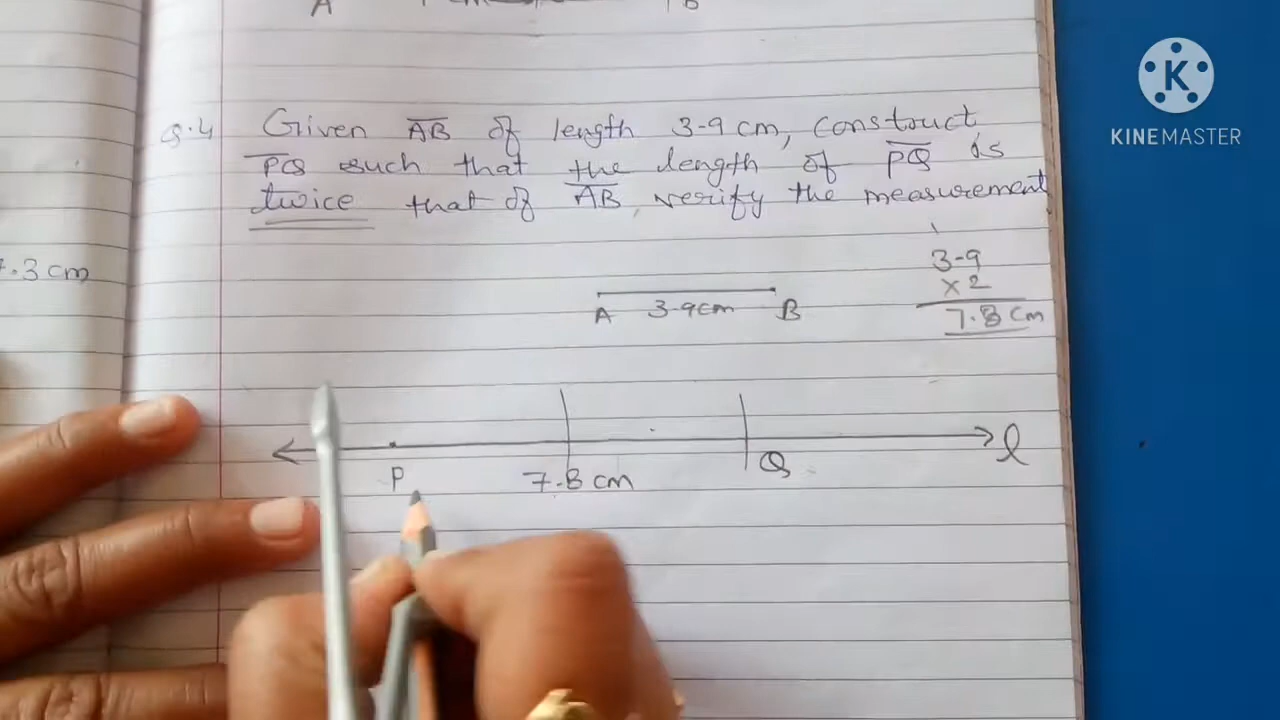 A B
Q.4 Given AB of length 3.9 cm, construct
PQ such that the length of PQ is
twice that of AB, verify the measurement
7.3 cm
3.9
x 2
7.8 cm
A 3.9cm B
l
P 7.8 cm Q
K
KINEMASTER